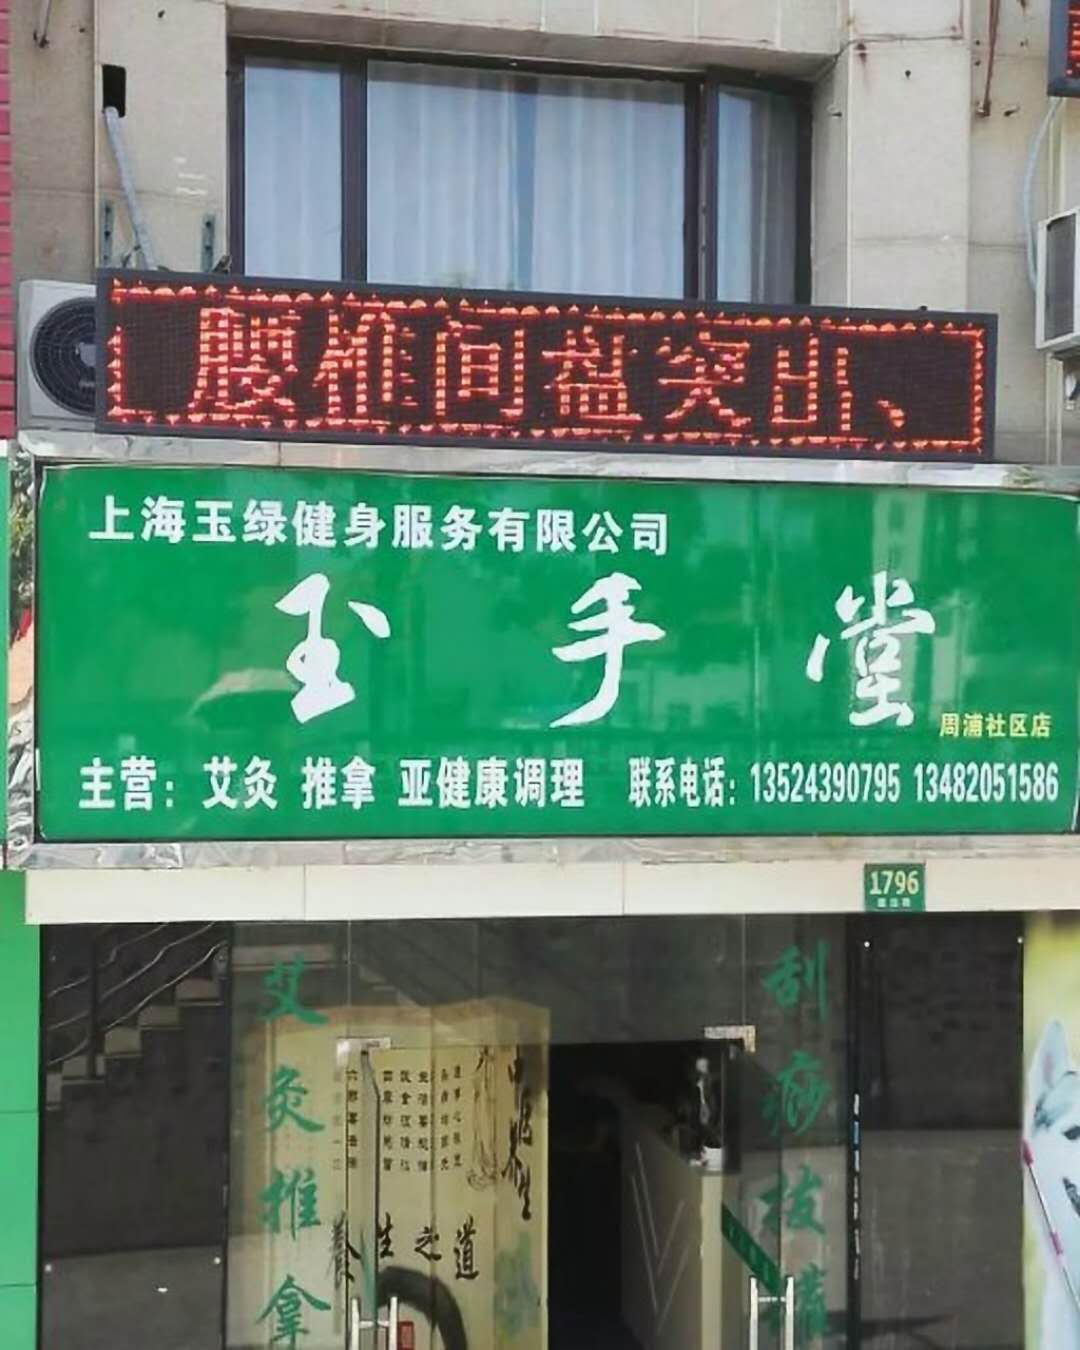 腰椎间盘突出、
上海玉绿健身服务有限公司
玉手堂
周浦社区店
主营：艾灸 推拿 亚健康调理 联系电话：13524390795 13482051586
1796
艾灸推拿
刮痧拔罐
养生之道